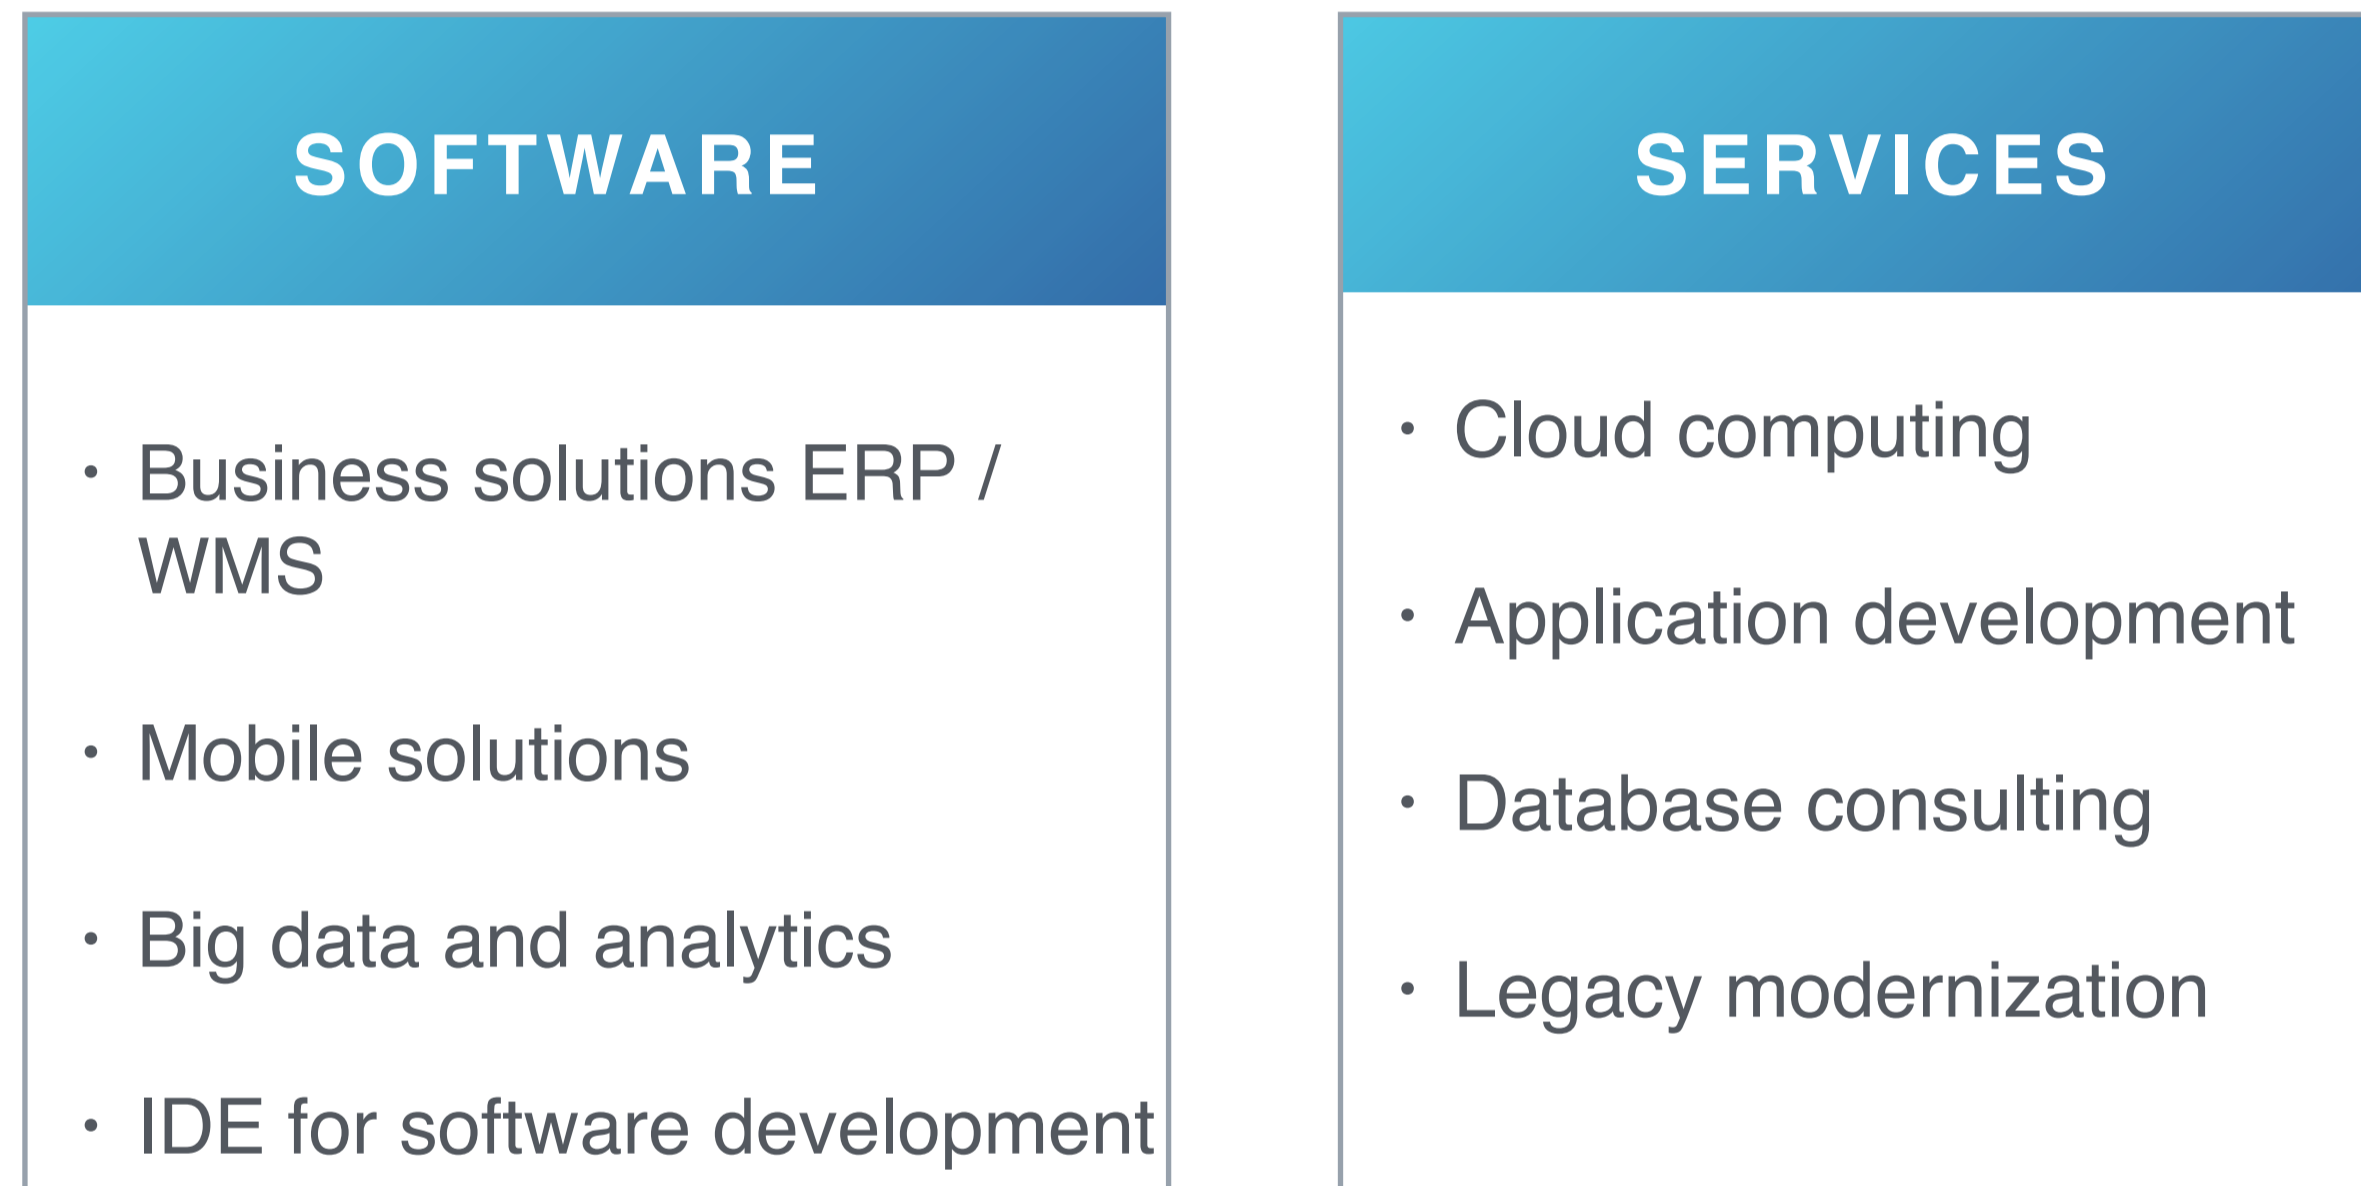 SOFTWARE
• Business solutions ERP /
WMS
• Mobile solutions
• Big data and analytics
• IDE for software development
SERVICES
• Cloud computing
• Application development
• Database consulting
• Legacy modernization